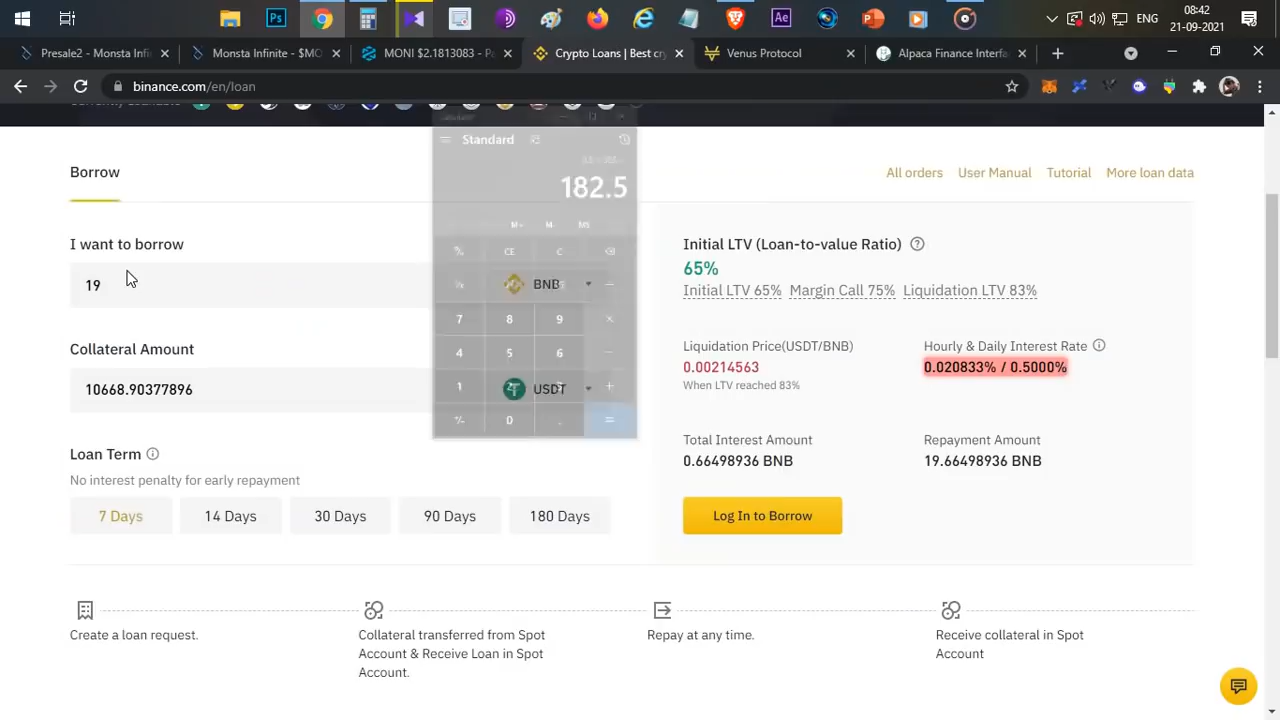 ENG
08:42
21-09-2021
Presale2 - Monsta Infi
Monsta Infinite - $MO
MONI $2.1813083 - P
Crypto Loans | Best cry
Venus Protocol
Alpaca Finance Interfa
binance.com/en/loan
Standard
182.5
Borrow
All orders
User Manual
Tutorial
More loan data
M+
M-
MS
I want to borrow
19
BNB
%
CE
C
7
8
9
×
4
5
6
−
1
2
+
+/-
0
.
=
Collateral Amount
10668.90377896
USDT
Loan Term
No interest penalty for early repayment
7 Days
14 Days
30 Days
90 Days
180 Days
Initial LTV (Loan-to-value Ratio)
65%
Initial LTV 65%
Margin Call 75%
Liquidation LTV 83%
Liquidation Price(USDT/BNB)
0.00214563
When LTV reached 83%
Hourly & Daily Interest Rate
0.020833% / 0.5000%
Total Interest Amount
0.66498936 BNB
Repayment Amount
19.66498936 BNB
Log In to Borrow
Create a loan request.
Collateral transferred from Spot
Account & Receive Loan in Spot
Account.
Repay at any time.
Receive collateral in Spot
Account